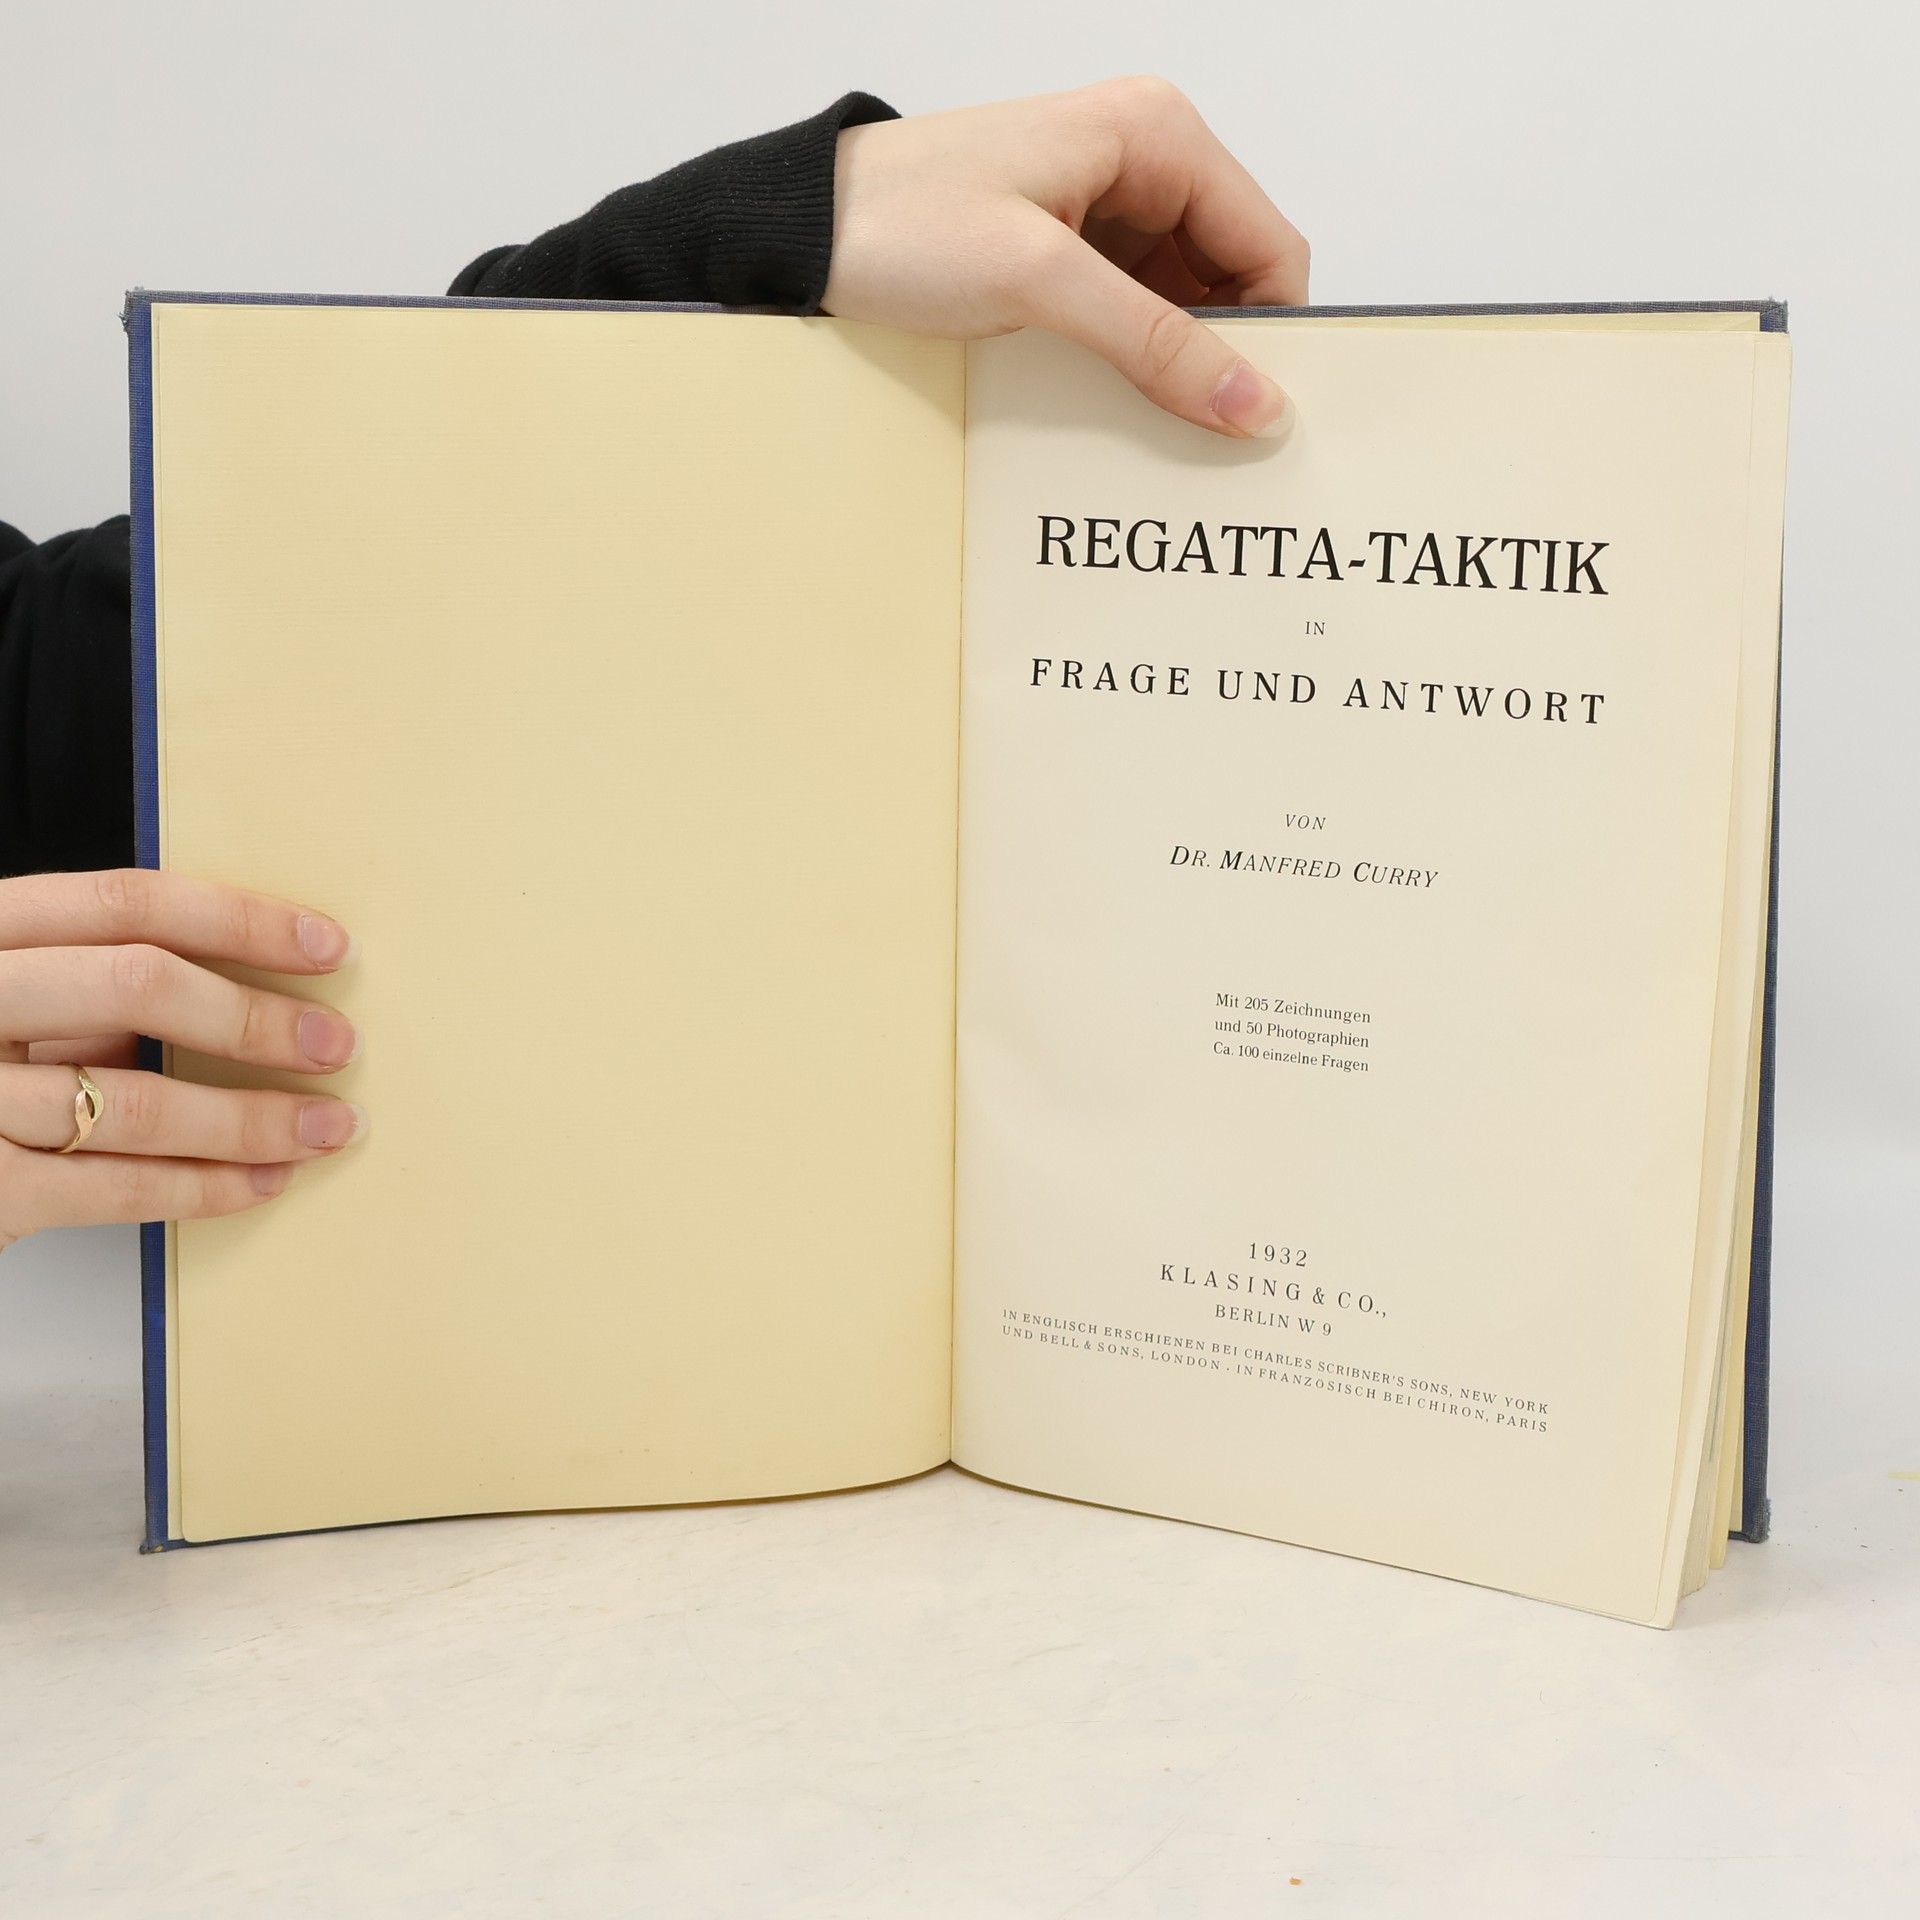 REGATTA-TAKTIK
IN
FRAGE UND ANTWORT
VON
DR. MANFRED CURRY
Mit 205 Zeichnungen
und 50 Photographien
Ca. 100 einzelne Fragen
1932
KLASING & CO.,
BERLIN W 9
IN ENGLISCH ERSCHIENEN BEI CHARLES SCRIBNER'S SONS, NEW YORK
UND BELL & SONS, LONDON · IN FRANZÖSISCH BEI CHIRON, PARIS